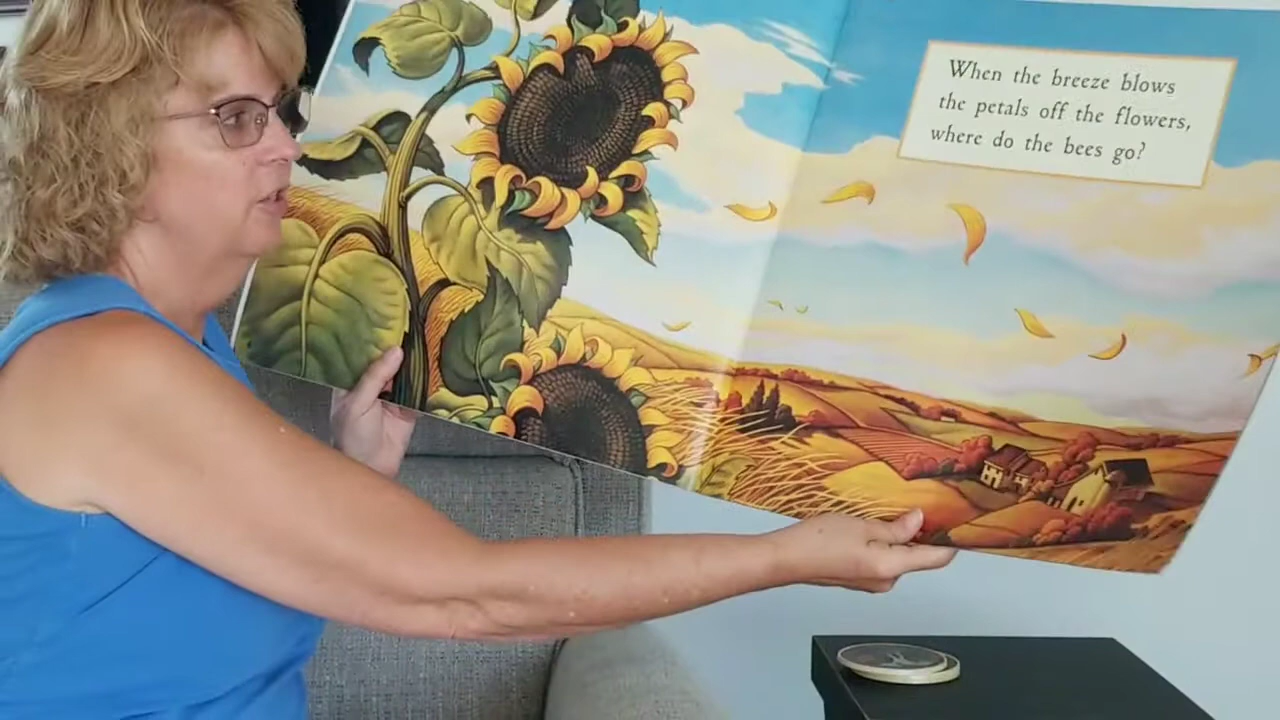 When the breeze blows
the petals off the flowers,
where do the bees go?